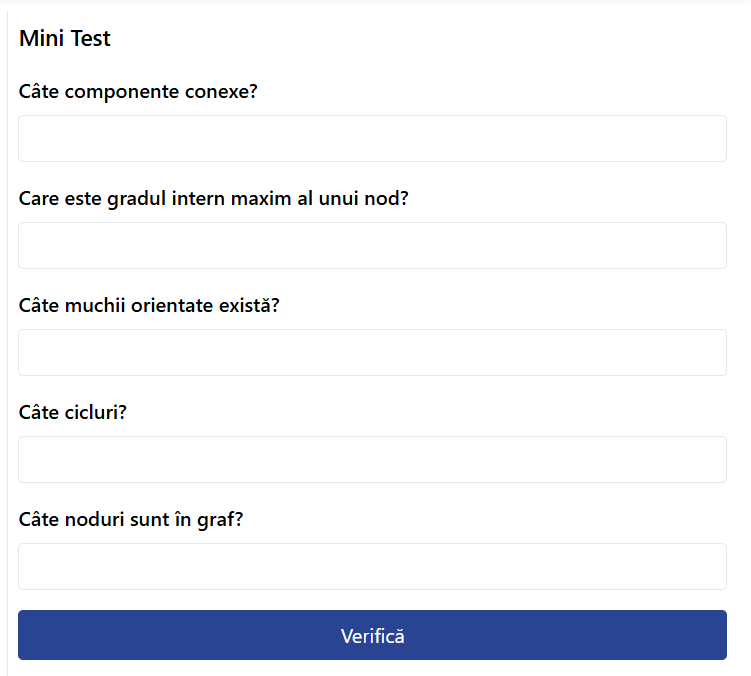 Mini Test
Câte componente conexe?
Care este gradul intern maxim al unui nod?
Câte muchii orientate există?
Câte cicluri?
Câte noduri sunt în graf?
Verifică